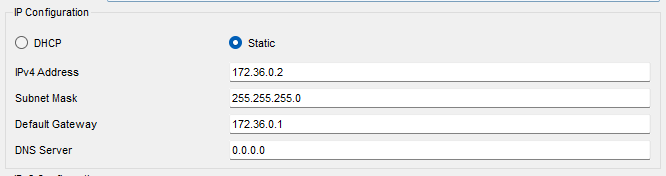 IP Configuration
DHCP
Static
IPv4 Address
172.36.0.2
Subnet Mask
255.255.255.0
Default Gateway
172.36.0.1
DNS Server
0.0.0.0